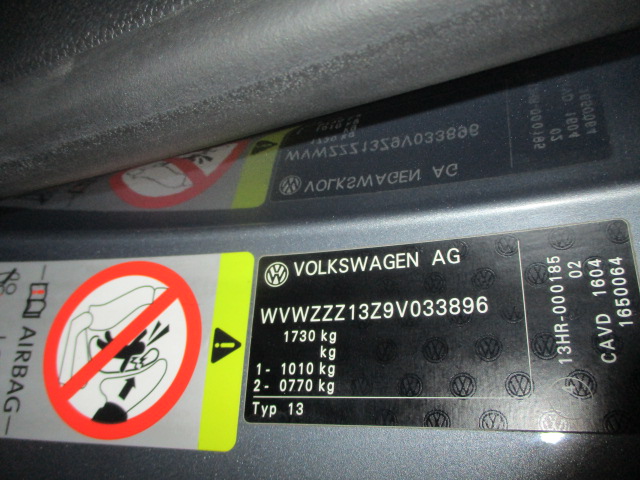 VOLKSWAGEN AG
WVWZZZ13Z9V033896
1730 kg
kg
1- 1010 kg
2- 0770 kg
Typ 13
13HR-000185
02
CAVD 1604
1650064
AIRBAG